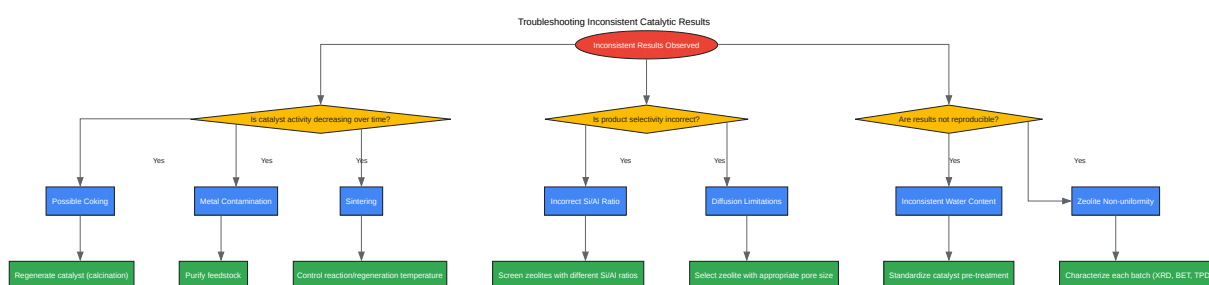 Troubleshooting Inconsistent Catalytic Results
Inconsistent Results Observed
Is catalyst activity decreasing over time?
Is product selectivity incorrect?
Are results not reproducible?
Yes
Yes
Yes
Yes
Yes
Yes
Yes
Possible Coking
Metal Contamination
Sintering
Incorrect Si/Al Ratio
Diffusion Limitations
Inconsistent Water Content
Zeolite Non-uniformity
Regenerate catalyst (calcination)
Purify feedstock
Control reaction/regeneration temperature
Screen zeolites with different Si/Al ratios
Select zeolite with appropriate pore size
Standardize catalyst pre-treatment
Characterize each batch (XRD, BET, TPD